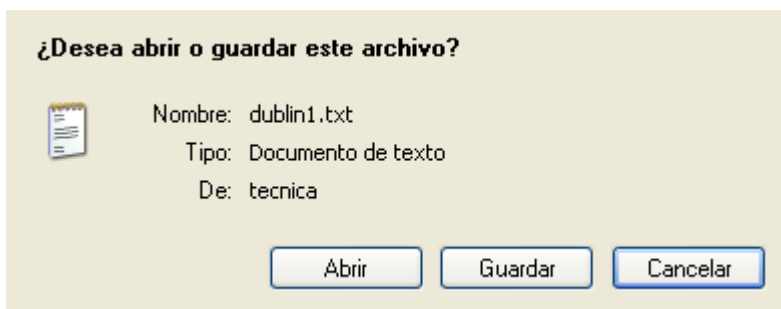 ¿Desea abrir o guardar este archivo?
Nombre: dublin1.txt
Tipo: Documento de texto
De: tecnica
Abrir Guardar Cancelar